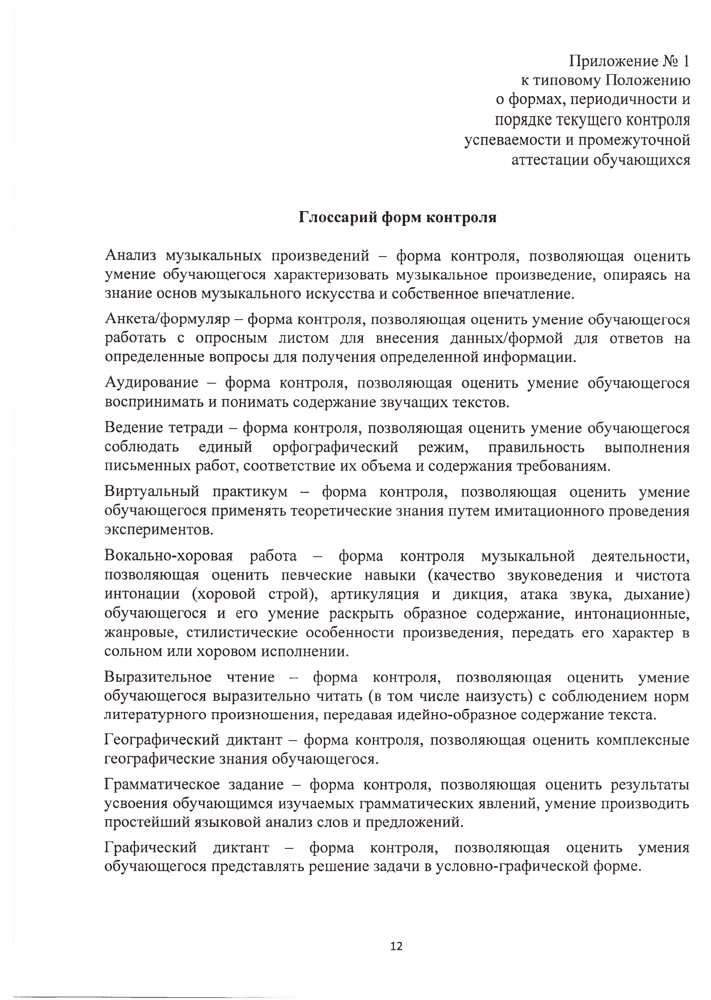 Приложение № 1
к типовому Положению
о формах, периодичности и
порядке текущего контроля
успеваемости и промежуточной
аттестации обучающихся
Глоссарий форм контроля
Анализ музыкальных произведений – форма контроля, позволяющая оценить
умение обучающегося характеризовать музыкальное произведение, опираясь на
знание основ музыкального искусства и собственное впечатление.
Анкета/формуляр – форма контроля, позволяющая оценить умение обучающегося
работать с опросным листом для внесения данных/формой для ответов на
определенные вопросы для получения определенной информации.
Аудирование – форма контроля, позволяющая оценить умение обучающегося
воспринимать и понимать содержание звучащих текстов.
Ведение тетради – форма контроля, позволяющая оценить умение обучающегося
соблюдать единый орфографический режим, правильность выполнения
письменных работ, соответствие их объема и содержания требованиям.
Виртуальный практикум – форма контроля, позволяющая оценить умение
обучающегося применять теоретические знания путем имитационного проведения
экспериментов.
Вокально-хоровая работа – форма контроля музыкальной деятельности,
позволяющая оценить певческие навыки (качество звуковедения и чистота
интонации (хоровой строй), артикуляция и дикция, атака звука, дыхание)
обучающегося и его умение раскрыть образное содержание, интонационные,
жанровые, стилистические особенности произведения, передать его характер в
сольном или хоровом исполнении.
Выразительное чтение – форма контроля, позволяющая оценить умение
обучающегося выразительно читать (в том числе наизусть) с соблюдением норм
литературного произношения, передавая идейно-образное содержание текста.
Географический диктант – форма контроля, позволяющая оценить комплексные
географические знания обучающегося.
Грамматическое задание – форма контроля, позволяющая оценить результаты
усвоения обучающимся изучаемых грамматических явлений, умение производить
простейший языковой анализ слов и предложений.
Графический диктант – форма контроля, позволяющая оценить умения
обучающегося представлять решение задачи в условно-графической форме.
12